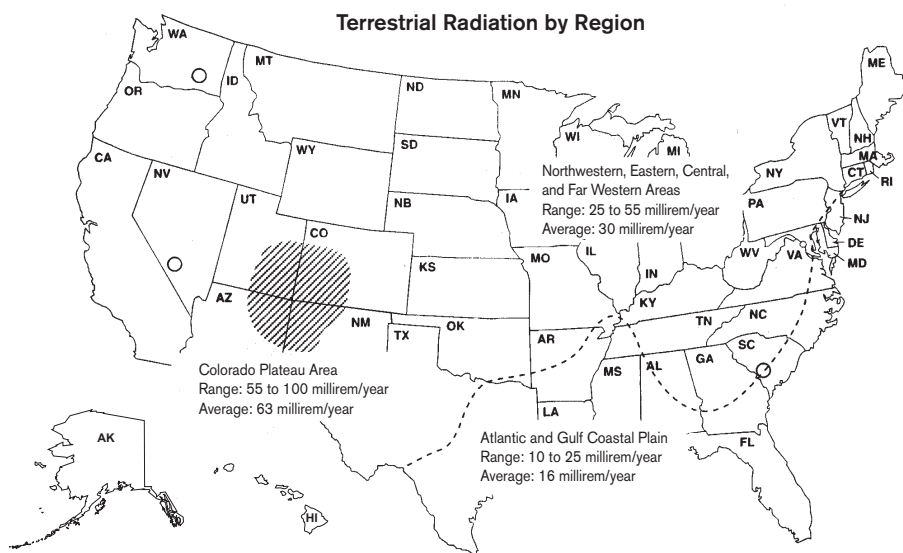 Terrestrial Radiation by Region
WA
MT
ME
ID
ND
MN
OR
VT
NH
WI
SD
MI
MA
NY
CT
RI
WY
CA
NV
Northwestern, Eastern, Central,
and Far Western Areas
Range: 25 to 55 millirem/year
Average: 30 millirem/year
UT
NB
IA
PA
NJ
CO
DE
MD
WV
VA
MO
IL
IN
KS
KY
AZ
NM
TX
OK
AR
TN
NC
SC
MS
AL
GA
Colorado Plateau Area
Range: 55 to 100 millirem/year
Average: 63 millirem/year
LA
Atlantic and Gulf Coastal Plain
Range: 10 to 25 millirem/year
Average: 16 millirem/year
FL
AK
HI